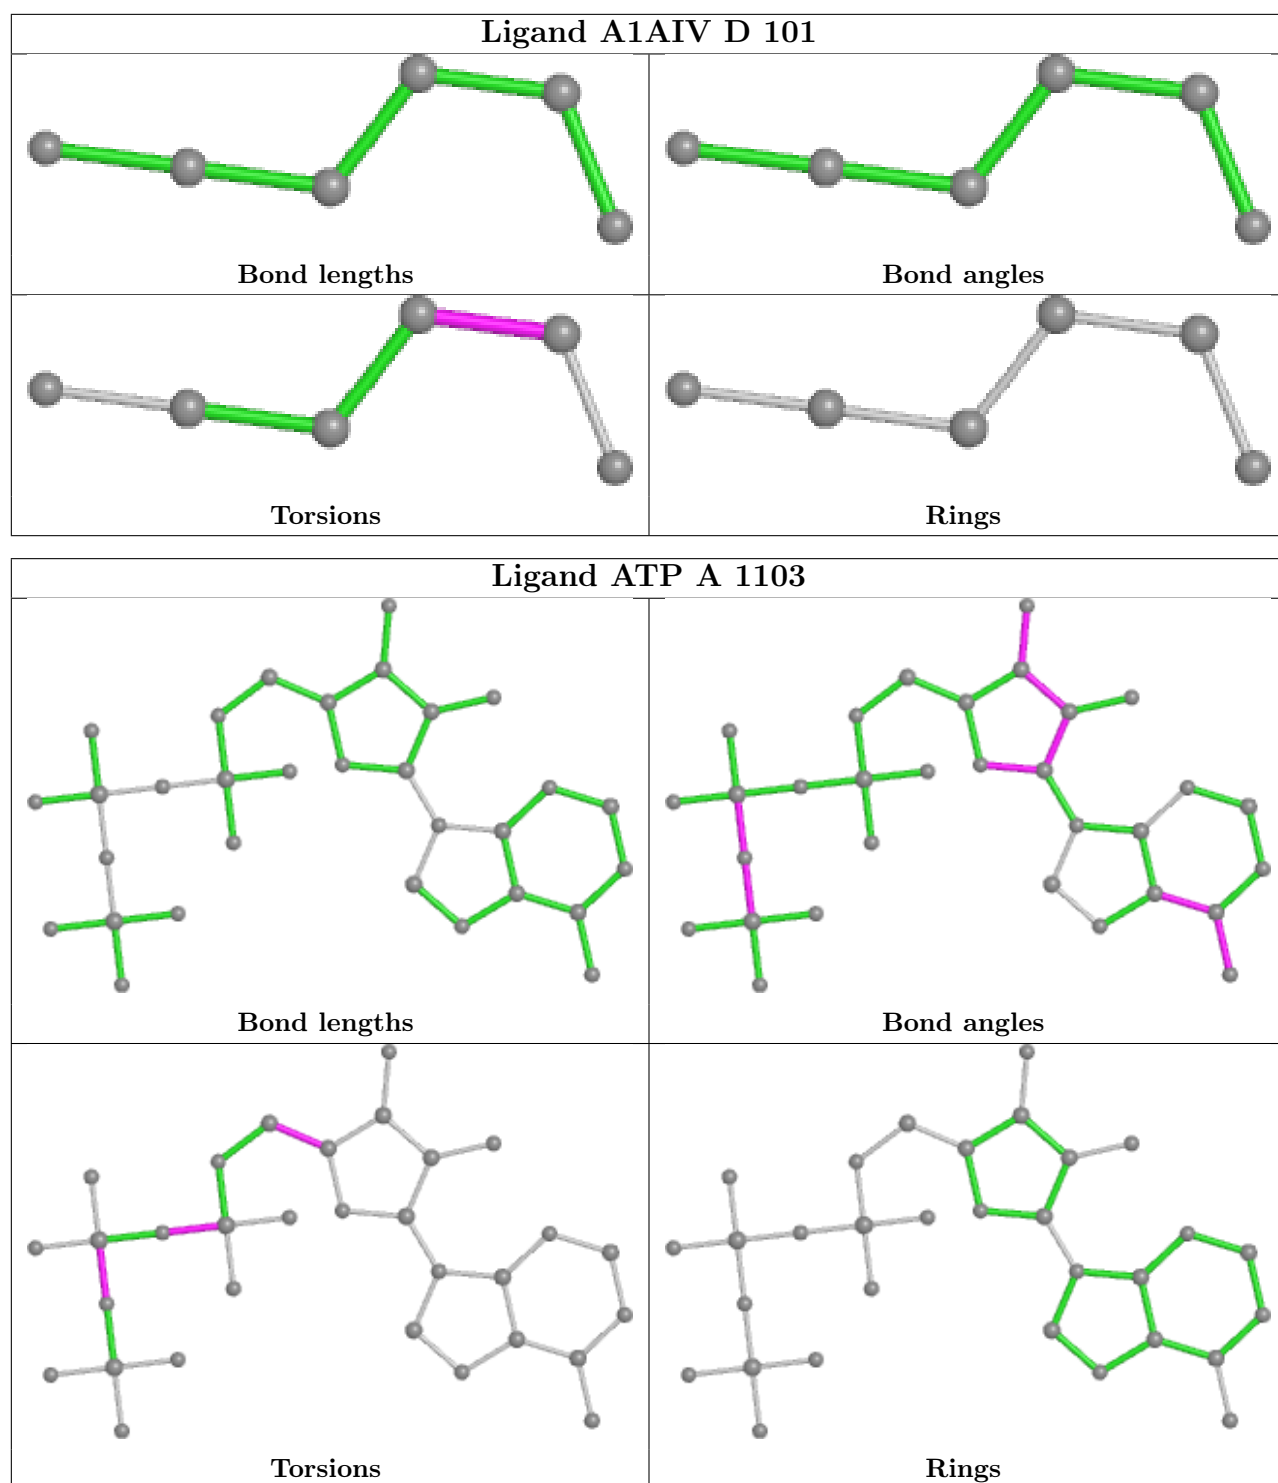 Ligand A1AIV D 101
Bond lengths
Bond angles
Torsions
Rings
Ligand ATP A 1103
Bond lengths
Bond angles
Torsions
Rings